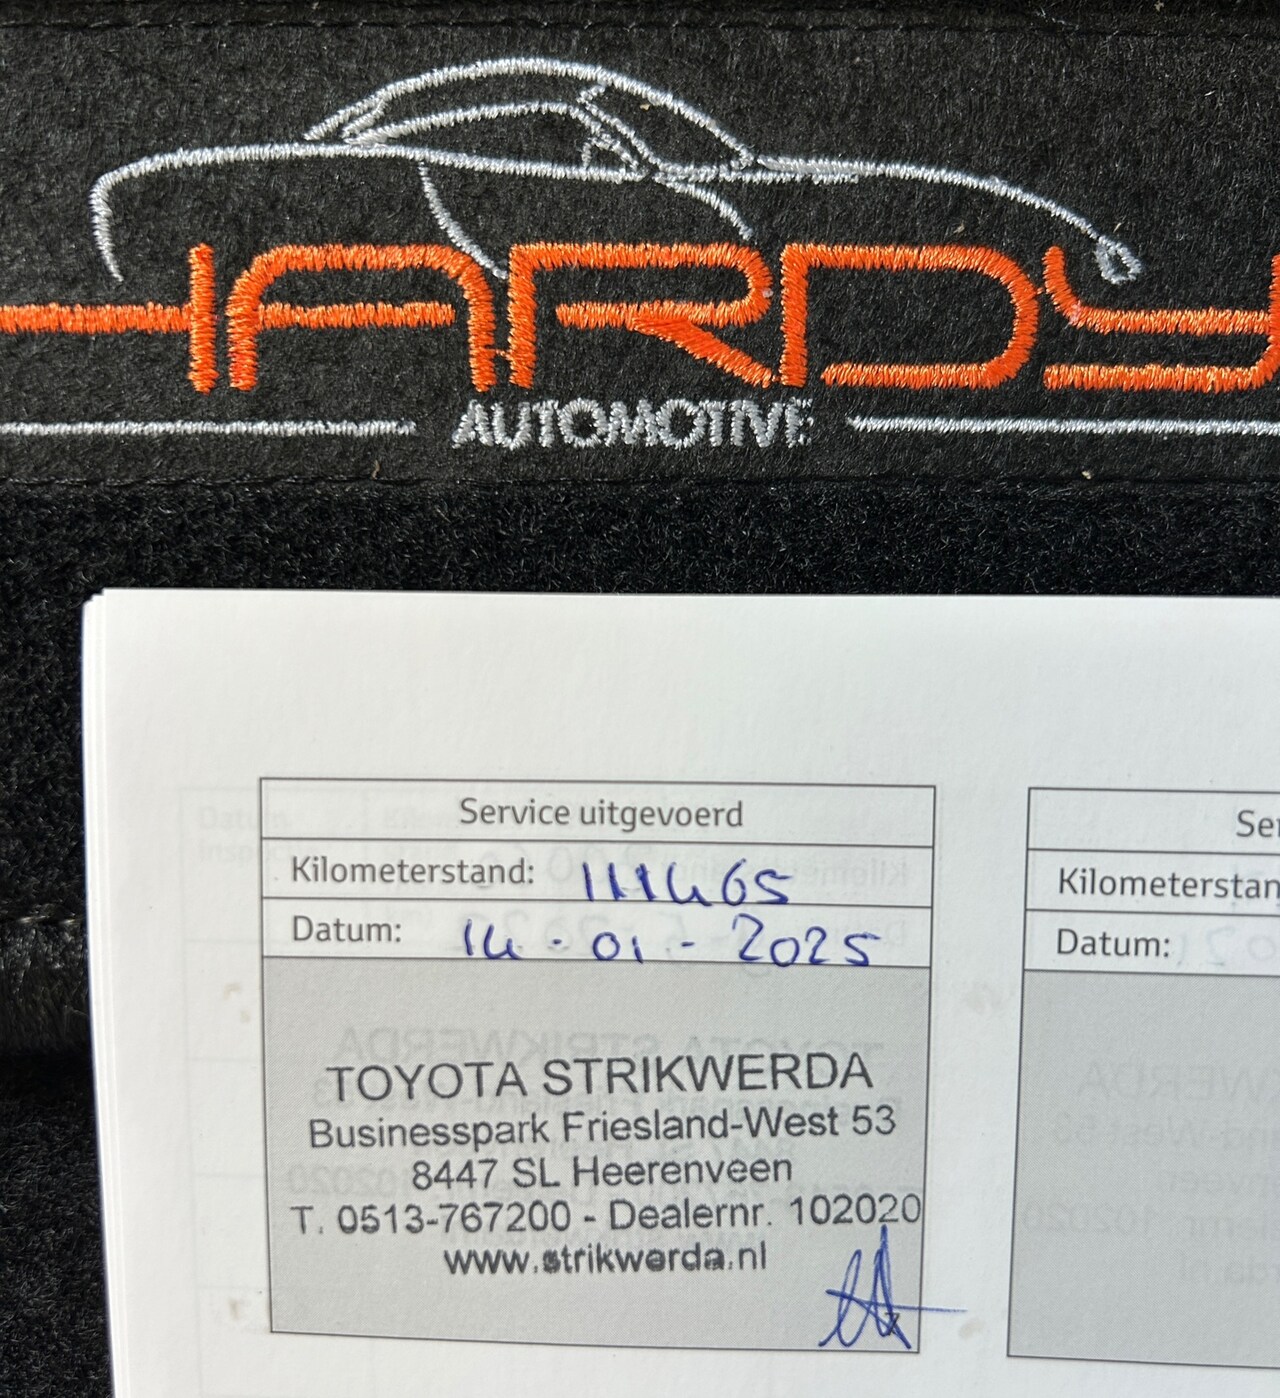 HARDY
AUTOMOTIVE
Service uitgevoerd
Kilometerstand: 111465
Datum: 14-01-2025
TOYOTA STRIKWERDA
Businesspark Friesland-West 53
8447 SL Heerenveen
T. 0513-767200 - Dealernr. 102020
www.strikwerda.nl
Ser
Kilometerstan
Datum: